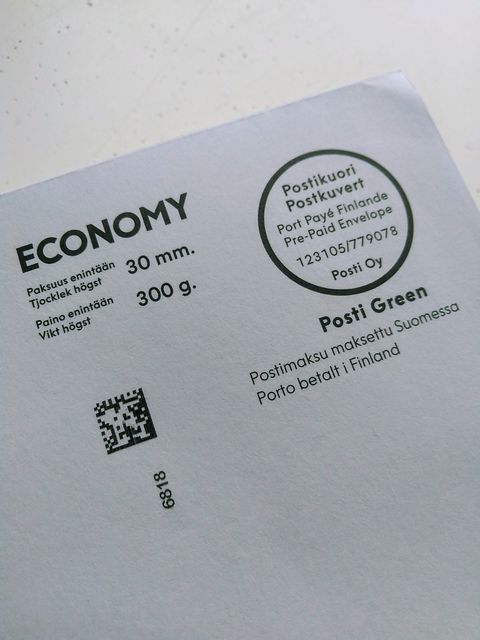 ECONOMY
Paksuus enintään
Tjocklek högst
30 mm.
Paino enintään
Vikt högst
300 g.
Postikuori
Postkuvert
Port Payé Finlande
Pre-Paid Envelope
123105/779078
Posti Oy
Posti Green
Postimaksu maksettu Suomessa
Porto betalt i Finland
6818